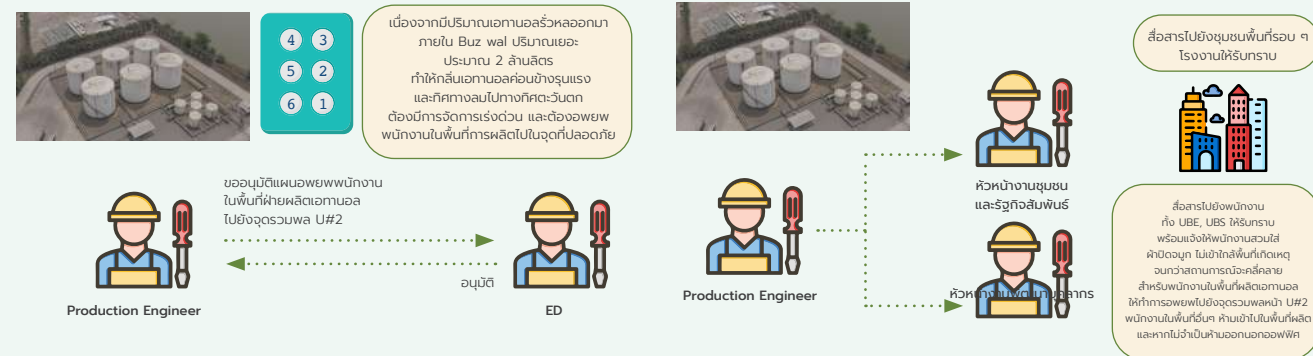 4 3
5 2
6 1
เนื่องจากมีปริมาณเอทานอลรั่วหลออกมา
ภายใน Buz wal ปริมาณเยอะ
ประมาณ 2 ล้านลิตร
ทำให้กลิ่นเอทานอลค่อนข้างรุนแรง
และทิศทางลมไปทางทิศตะวันตก
ต้องมีการจัดการเร่งด่วน และต้องอพยพ
พนักงานในพื้นที่การผลิตไปในจุดที่ปลอดภัย
ขออนุมัติแผนอพยพพนักงาน
ในพื้นที่ฝ่ายผลิตเอทานอล
ไปยังจุดรวมพล U#2
อนุมัติ
Production Engineer
ED
สื่อสารไปยังชุมชนพื้นที่รอบ ๆ
โรงงานให้รับทราบ
หัวหน้างานชุมชน
และรัฐกิจสัมพันธ์
Production Engineer
หัวหน้างานพัฒนาบุคลากร
สื่อสารไปยังพนักงาน
ทั้ง UBE, UBS ให้รับทราบ
พร้อมแจ้งให้พนักงานสวมใส่
ผ้าปิดจมูก ไม่เข้าใกล้พื้นที่เกิดเหตุ
จนกว่าสถานการณ์จะคลี่คลาย
สำหรับพนักงานในพื้นที่ผลิตเอทานอล
ให้ทำการอพยพไปยังจุดรวมพลหน้า U#2
พนักงานในพื้นที่อื่นๆ ห้ามเข้าไปในพื้นที่ผลิต
และหากไม่จำเป็นห้ามออกนอกออฟฟิศ